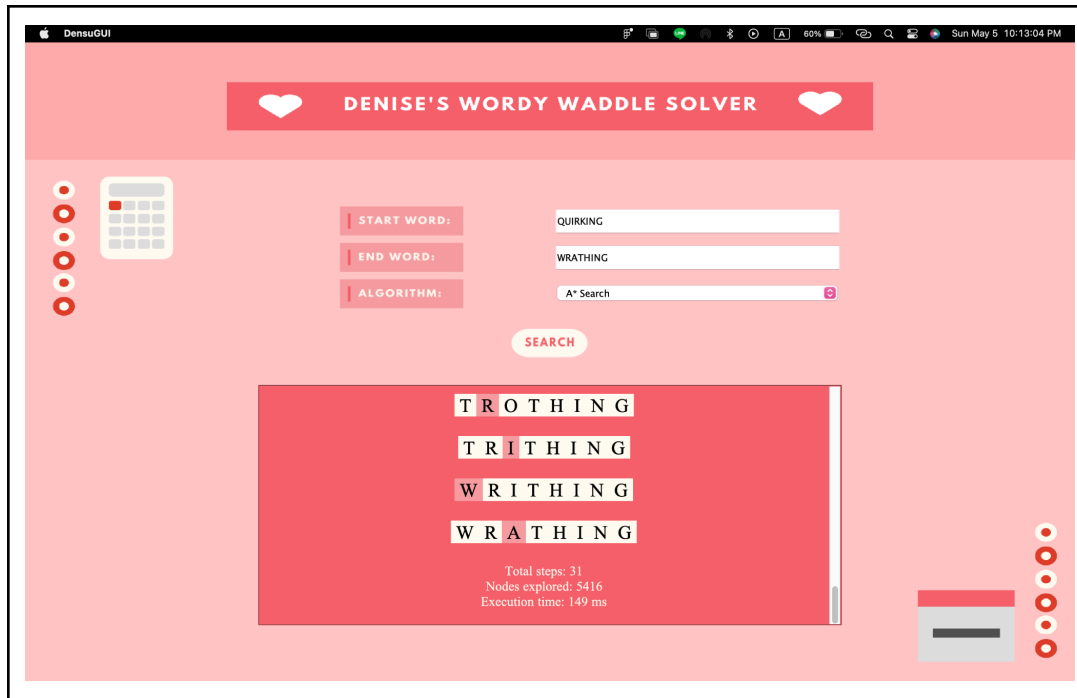 DensuGUI LINE A 60% Sun May 5 10:13:04 PM
DENISE'S WORDY WADDLE SOLVER
START WORD: QUIRKING
END WORD: WRATHING
ALGORITHM: A* Search
SEARCH
TROTHING
TRITHING
WRITHING
WRATHING
Total steps: 31
Nodes explored: 5416
Execution time: 149 ms